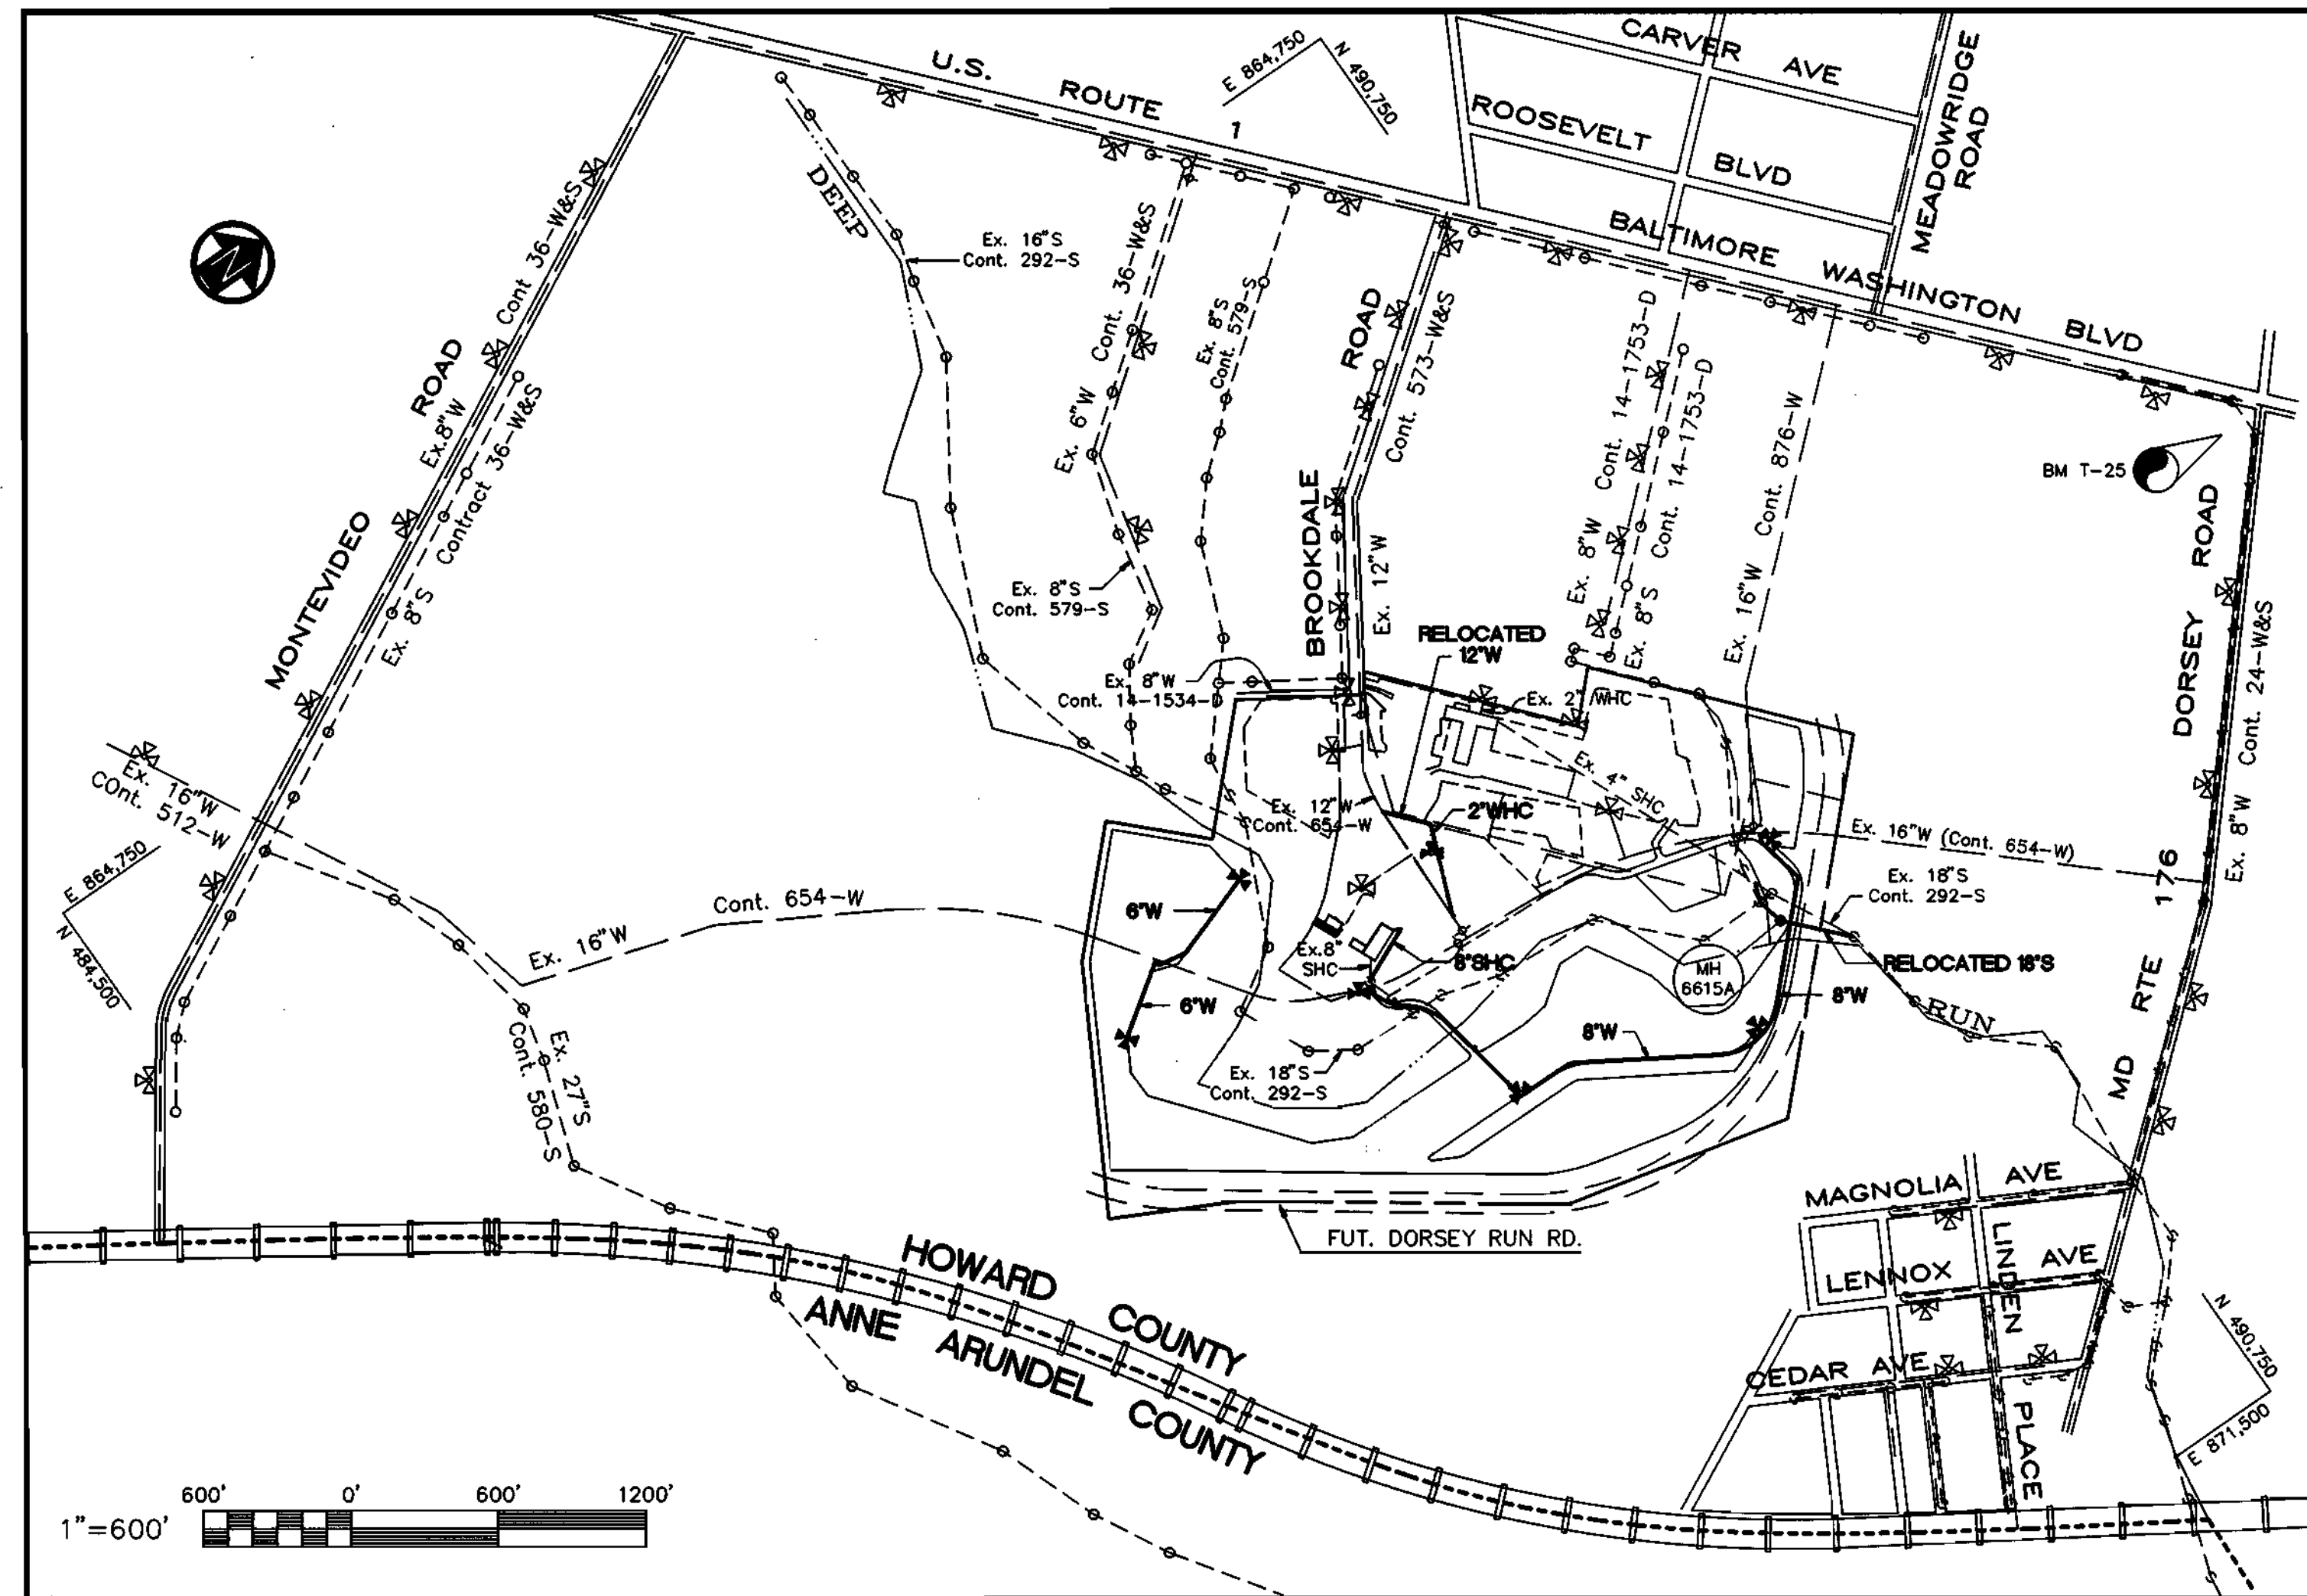 U.S. ROUTE 1
E 864,750
N 490,750
CARVER AVE
ROOSEVELT BLVD
MEADOWRIDGE
ROAD
BALTIMORE WASHINGTON BLVD
DEEP
Ex. 16"S
Cont. 292-S
MONTEVIDEO ROAD
Cont 36-W&S
Ex.8"W
Ex. 8"S Contract 36-W&S
Ex. 6"W Cont. 36-W&S
Ex. 8"S
Cont. 579-S
Ex. 8"S
Cont. 579-S
BROOKDALE ROAD
Cont. 573-W&S
Ex. 12"W
Ex. 8"W Cont. 14-1753-D
Ex. 8"S Cont. 14-1753-D
Ex. 16"W Cont. 876-W
BM T-25
MD RTE 176 DORSEY ROAD
Ex. 8"W Cont. 24-W&S
RELOCATED
12"W
Ex. 8"W
Cont. 14-1534-D
Ex. 2" WHC
Ex. 4" SHC
Ex. 12"W
Cont. 654-W
2"WHC
Ex. 16"W (Cont. 654-W)
Ex. 18"S
Cont. 292-S
Ex. 16"W
COnt. 512-W
E 864,750
N 484,500
Ex. 16"W
Cont. 654-W
6"W
6"W
Ex.8"
SHC
8"SHC
MH
6615A
RELOCATED 18"S
8"W
8"W
RUN
Ex. 18"S
Cont. 292-S
Ex. 27"S
Cont. 580-S
FUT. DORSEY RUN RD.
MAGNOLIA AVE
LENNOX AVE
LINDEN PLACE
CEDAR AVE
HOWARD COUNTY
ANNE ARUNDEL COUNTY
N 490,750
E 871,500
600' 0' 600' 1200'
1"=600'